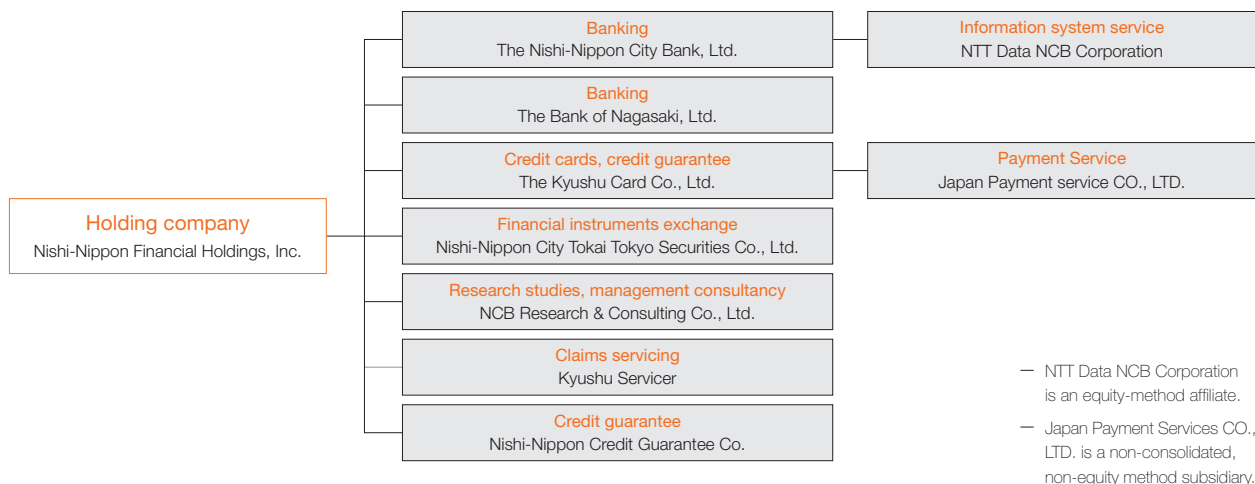 Holding company
Nishi-Nippon Financial Holdings, Inc.
Banking
The Nishi-Nippon City Bank, Ltd.
Information system service
NTT Data NCB Corporation
Banking
The Bank of Nagasaki, Ltd.
Credit cards, credit guarantee
The Kyushu Card Co., Ltd.
Payment Service
Japan Payment service CO., LTD.
Financial instruments exchange
Nishi-Nippon City Tokai Tokyo Securities Co., Ltd.
Research studies, management consultancy
NCB Research & Consulting Co., Ltd.
Claims servicing
Kyushu Servicer
Credit guarantee
Nishi-Nippon Credit Guarantee Co.
— NTT Data NCB Corporation
is an equity-method affiliate.
— Japan Payment Services CO.,
LTD. is a non-consolidated,
non-equity method subsidiary.